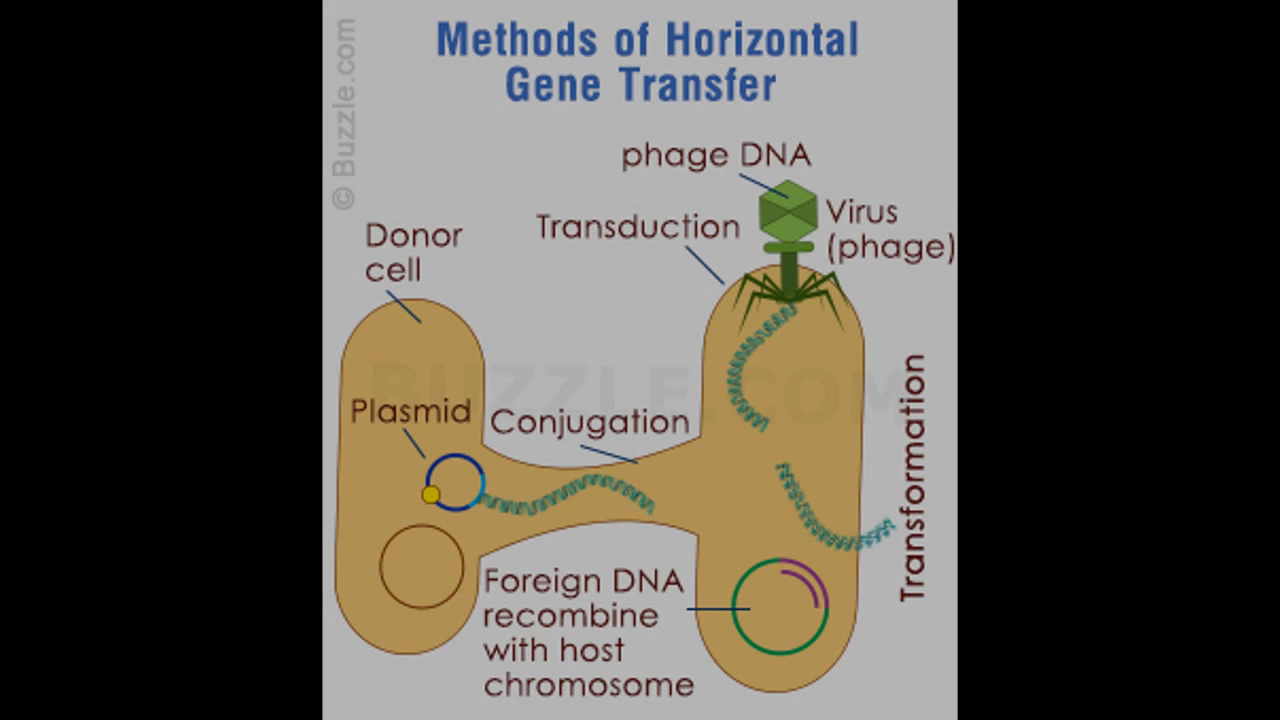 © Buzzle.com
Methods of Horizontal
Gene Transfer
phage DNA
Virus
(phage)
Transduction
Donor
cell
BUZZLE.COM
Plasmid
Conjugation
Transformation
Foreign DNA
recombine
with host
chromosome